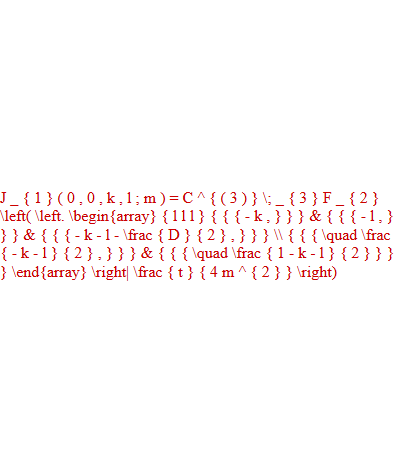 J _ { 1 } ( 0 , 0 , k , 1 ; m ) = C ^ { ( 3 ) } \; _ { 3 } F _ { 2 }
\left( \left. \begin{array} {111} { { { - k , } } } & { { { - 1 , }
} } & { { { - k - 1 - \frac { D } { 2 } , } } } \\ { { { \quad \frac
{ - k - 1 } { 2 } , } } } & { { { \quad \frac { 1 - k - 1 } { 2 } } }
} \end{array} \right| \frac { t } { 4 m ^ { 2 } } \right)